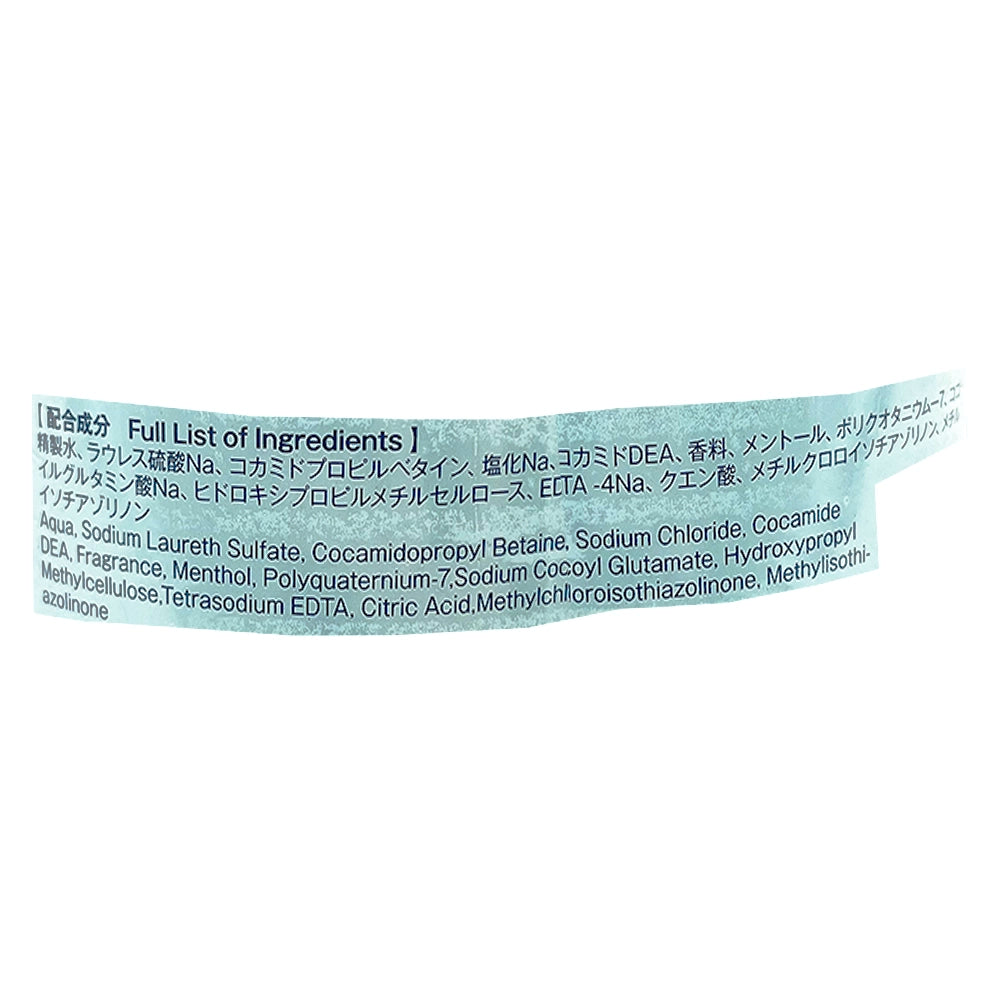 【配合成分 Full List of Ingredients】
精製水、ラウレス硫酸Na、コカミドプロピルベタイン、塩化Na、コカミドDEA、香料、メントール、ポリクオタニウムー7、ココ
イルグルタミン酸Na、ヒドロキシプロピルメチルセルロース、EDTA -4Na、クエン酸、メチルクロロイソチアゾリノン、メチル
イソチアゾリノン
Aqua, Sodium Laureth Sulfate, Cocamidopropyl Betaine, Sodium Chloride, Cocamide
DEA, Fragrance, Menthol, Polyquaternium-7,Sodium Cocoyl Glutamate, Hydroxypropyl
Methylcellulose,Tetrasodium EDTA, Citric Acid,Methylchlloroisothiazolinone, Methylisothi-
azolinone